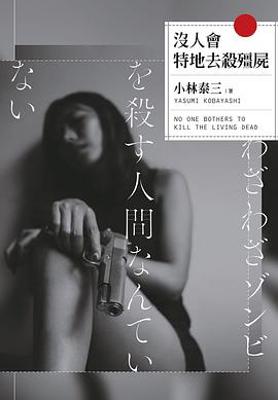 沒人會
特地去殺殭屍
小林泰三 著
YASUMI KOBAYASHI
NO ONE BOTHERS TO
KILL THE LIVING DEAD
わざわざゾンビ
を殺す人間なんてい
ない